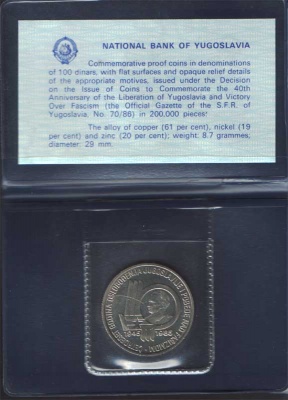 NATIONAL BANK OF YUGOSLAVIA
Commemorative proof coins in denominations
of 100 dinars, with flat surfaces and opaque relief details
of the appropriate motives, issued under the Decision
on the Issue of Coins to Commemorate the 40th
Anniversary of the Liberation of Yugoslavia and Victory
Over Fascism (the Official Gazette of the S.F.R. of
Yugoslavia, No. 70/86) in 200.000 pieces:
The alloy of copper (61 per cent), nickel (19
per cent) and zinc (20 per cent); weight: 8.7 grammes,
diameter: 29 mm.
1945 1985